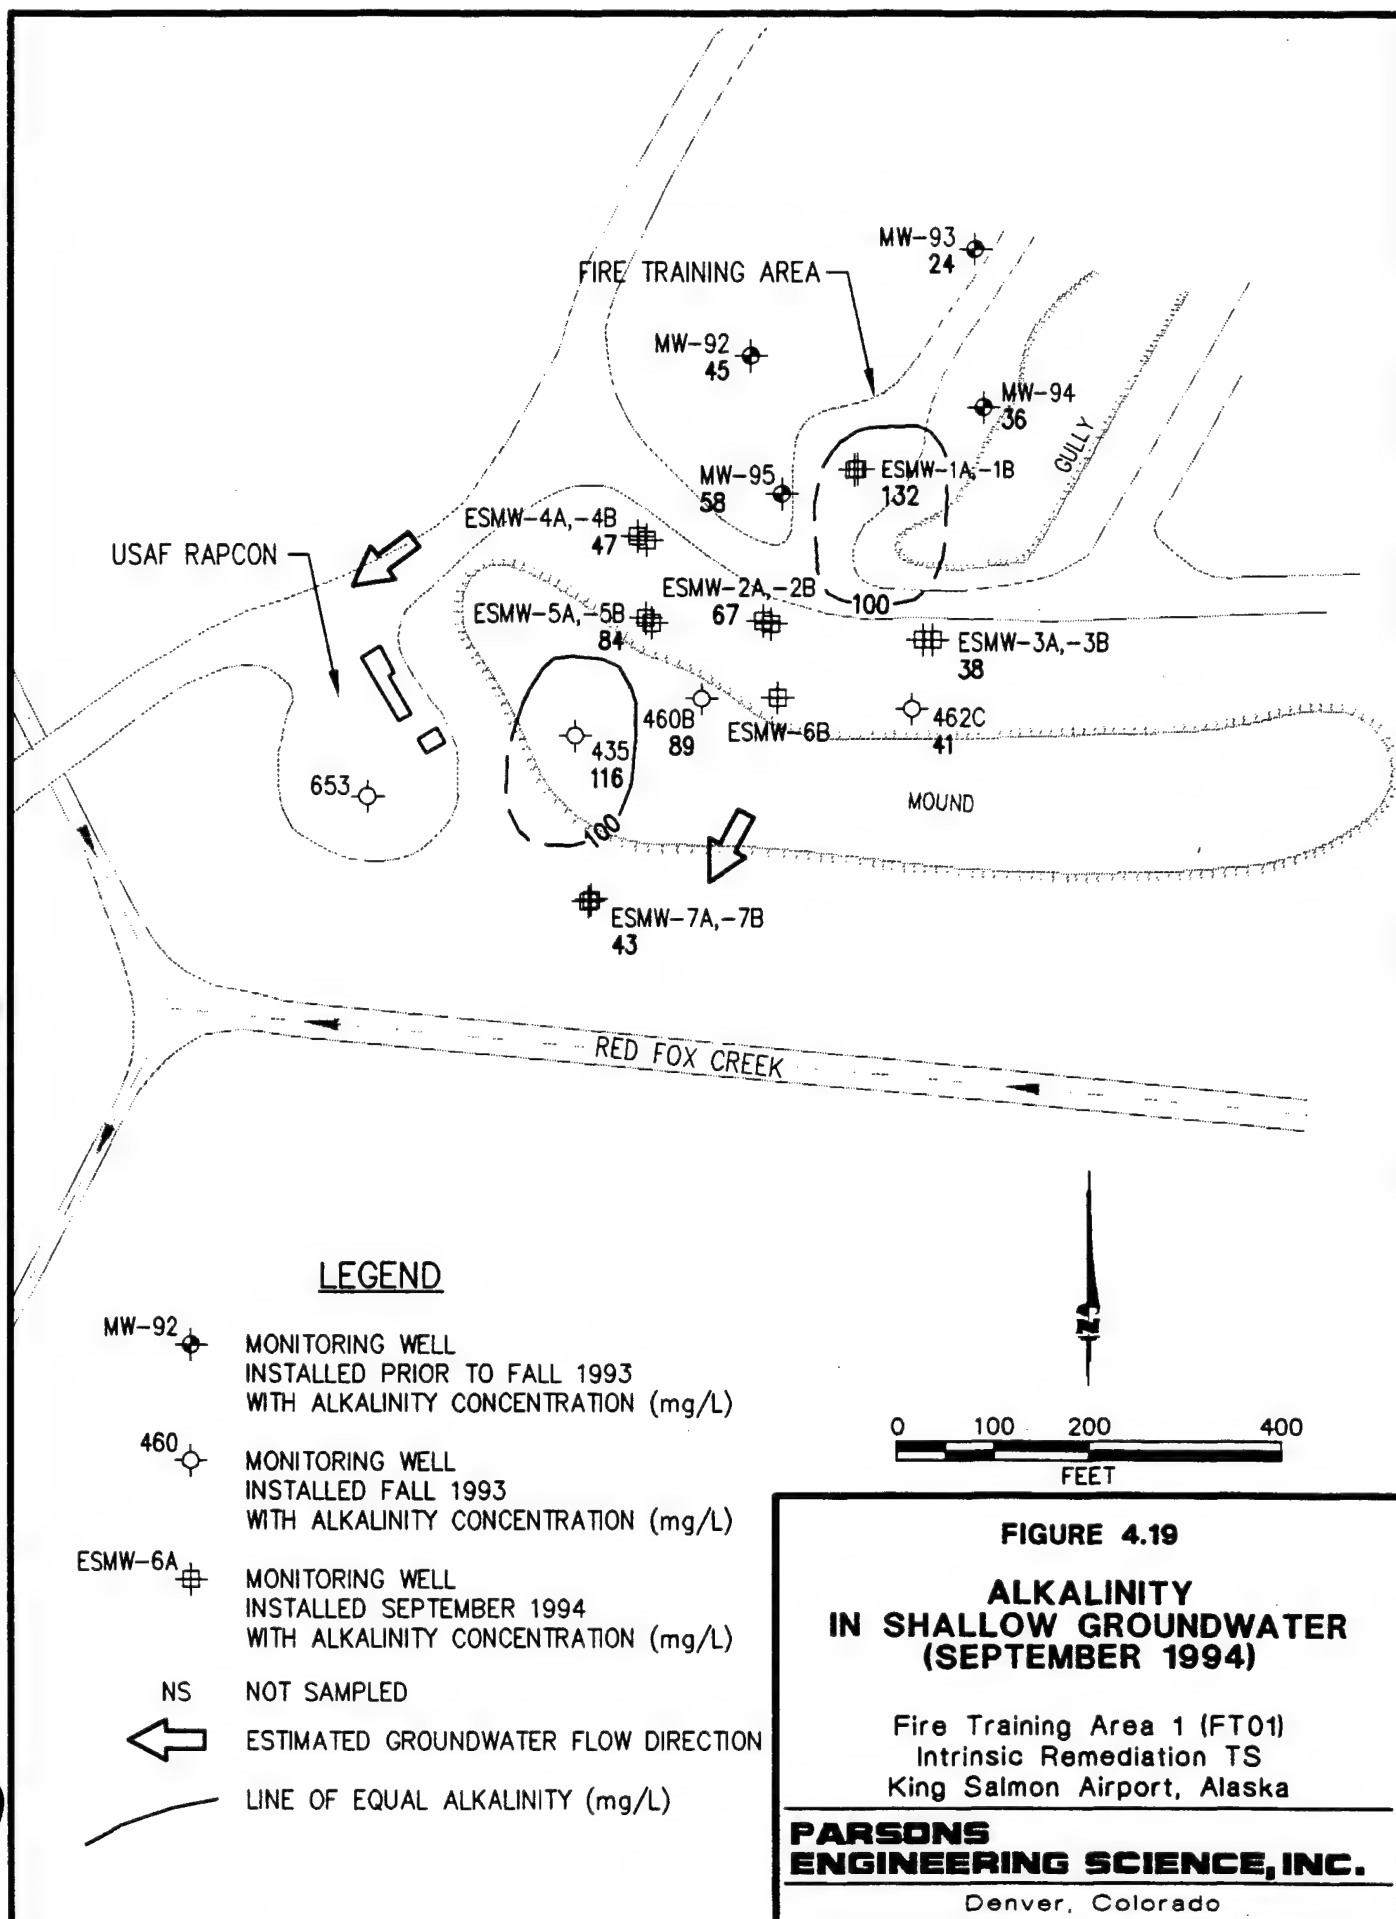 MW-93
24
FIRE TRAINING AREA
MW-92
45
MW-94
36
GULLY
ESMW-1A,-1B
132
MW-95
58
ESMW-4A,-4B
47
USAF RAPCON
ESMW-2A,-2B
67
100
ESMW-5A,-5B
84
ESMW-3A,-3B
38
460B
89
ESMW-6B
462C
41
435
116
653
MOUND
100
ESMW-7A,-7B
43
RED FOX CREEK
LEGEND
MW-92
MONITORING WELL
INSTALLED PRIOR TO FALL 1993
WITH ALKALINITY CONCENTRATION (mg/L)
460
MONITORING WELL
INSTALLED FALL 1993
WITH ALKALINITY CONCENTRATION (mg/L)
ESMW-6A
MONITORING WELL
INSTALLED SEPTEMBER 1994
WITH ALKALINITY CONCENTRATION (mg/L)
NS NOT SAMPLED
ESTIMATED GROUNDWATER FLOW DIRECTION
LINE OF EQUAL ALKALINITY (mg/L)
N
0 100 200 400
FEET
FIGURE 4.19
ALKALINITY
IN SHALLOW GROUNDWATER
(SEPTEMBER 1994)
Fire Training Area 1 (FT01)
Intrinsic Remediation TS
King Salmon Airport, Alaska
PARSONS
ENGINEERING SCIENCE, INC.
Denver, Colorado